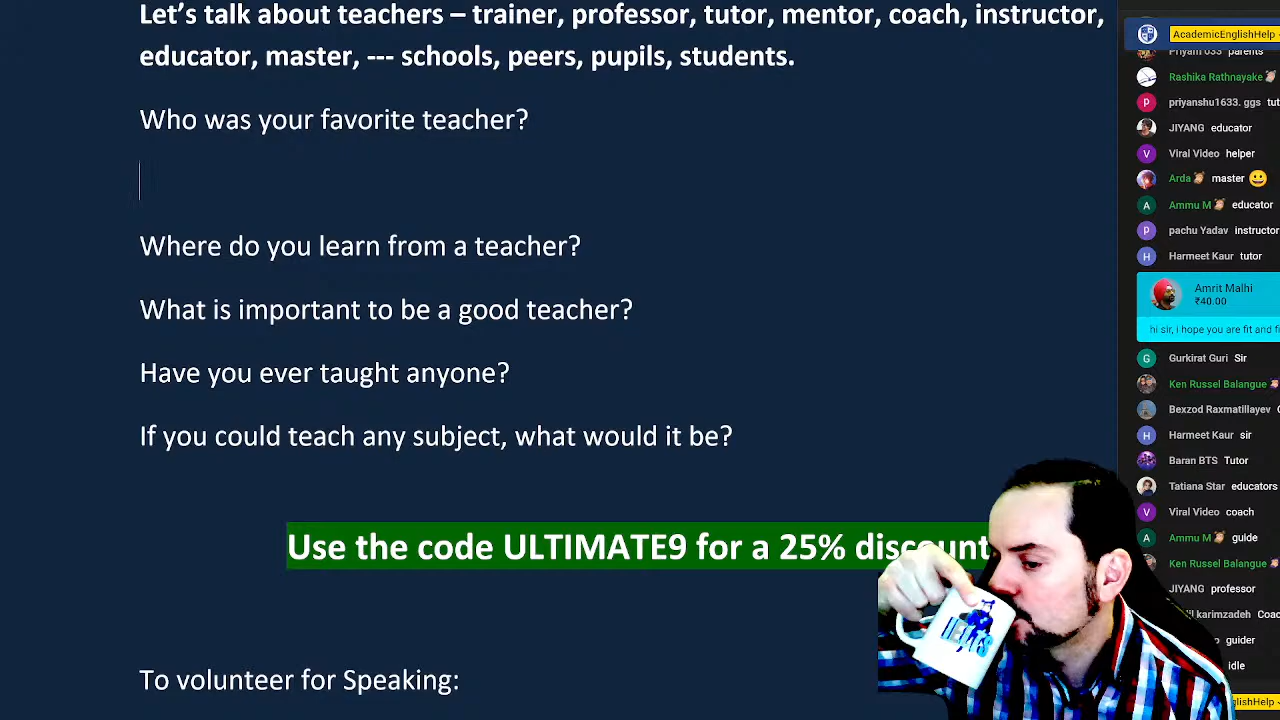 Let's talk about teachers – trainer, professor, tutor, mentor, coach, instructor,
educator, master, --- schools, peers, pupils, students.
Who was your favorite teacher?
Where do you learn from a teacher?
What is important to be a good teacher?
Have you ever taught anyone?
If you could teach any subject, what would it be?
Use the code ULTIMATE9 for a 25% discount
To volunteer for Speaking:
AcademicEnglishHelp
Priyam 033 parents
Rashika Rathnayake
priyanshu1633. ggs tut
JIYANG educator
Viral Video helper
Arda master
Ammu M educator
pachu Yadav instructor
Harmeet Kaur tutor
Amrit Malhi
₹40.00
hi sir, i hope you are fit and fi
Gurkirat Guri Sir
Ken Russel Balangue
Bexzod Raxmatillayev
Harmeet Kaur sir
Baran BTS Tutor
Tatiana Star educators
Viral Video coach
Ammu M guide
Ken Russel Balangue
JIYANG professor
karimzadeh Coac
guider
idle
glishHelp